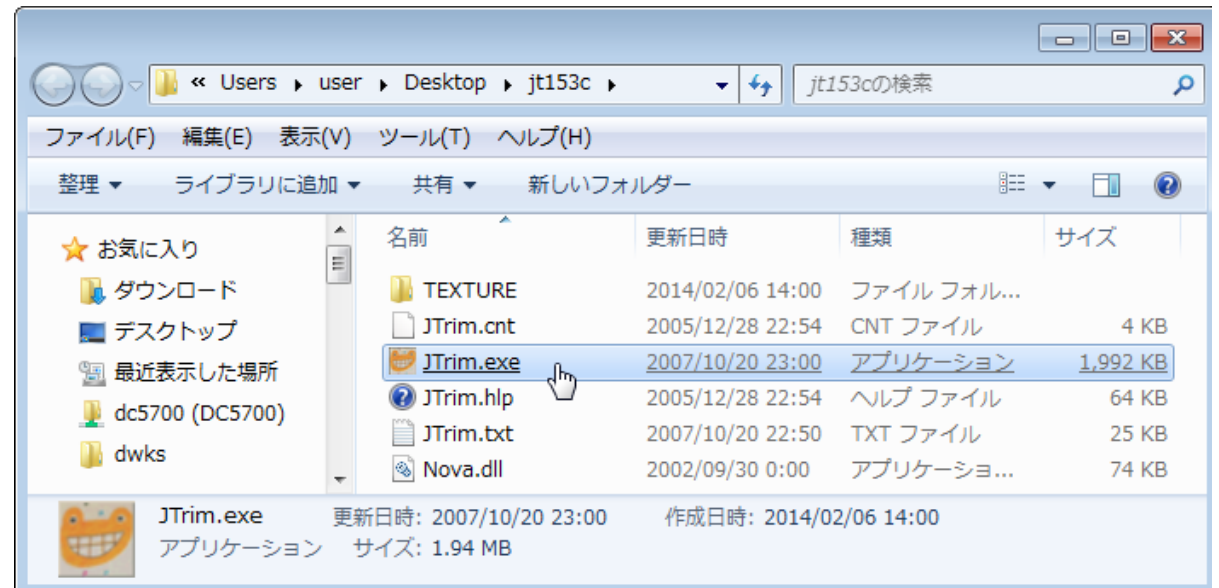 « Users ▸ user ▸ Desktop ▸ jt153c ▸ jt153cの検索
ファイル(F) 編集(E) 表示(V) ツール(T) ヘルプ(H)
整理 ▼ ライブラリに追加 ▼ 共有 ▼ 新しいフォルダー
お気に入り
ダウンロード
デスクトップ
最近表示した場所
dc5700 (DC5700)
dwks
名前 更新日時 種類 サイズ
TEXTURE 2014/02/06 14:00 ファイル フォル...
JTrim.cnt 2005/12/28 22:54 CNT ファイル 4 KB
JTrim.exe 2007/10/20 23:00 アプリケーション 1,992 KB
JTrim.hlp 2005/12/28 22:54 ヘルプ ファイル 64 KB
JTrim.txt 2007/10/20 22:50 TXT ファイル 25 KB
Nova.dll 2002/09/30 0:00 アプリケーショ... 74 KB
JTrim.exe 更新日時: 2007/10/20 23:00 作成日時: 2014/02/06 14:00
アプリケーション サイズ: 1.94 MB